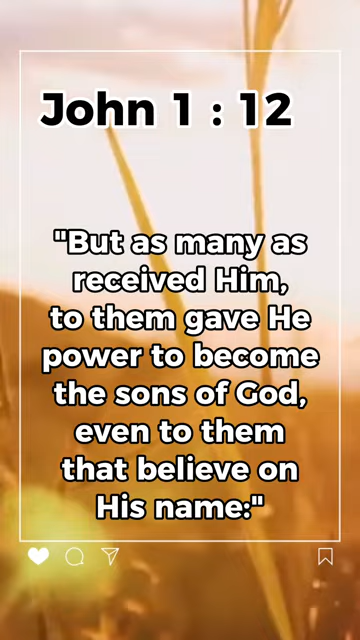 John 1 : 12
"But as many as
received Him,
to them gave He
power to become
the sons of God,
even to them
that believe on
His name:"